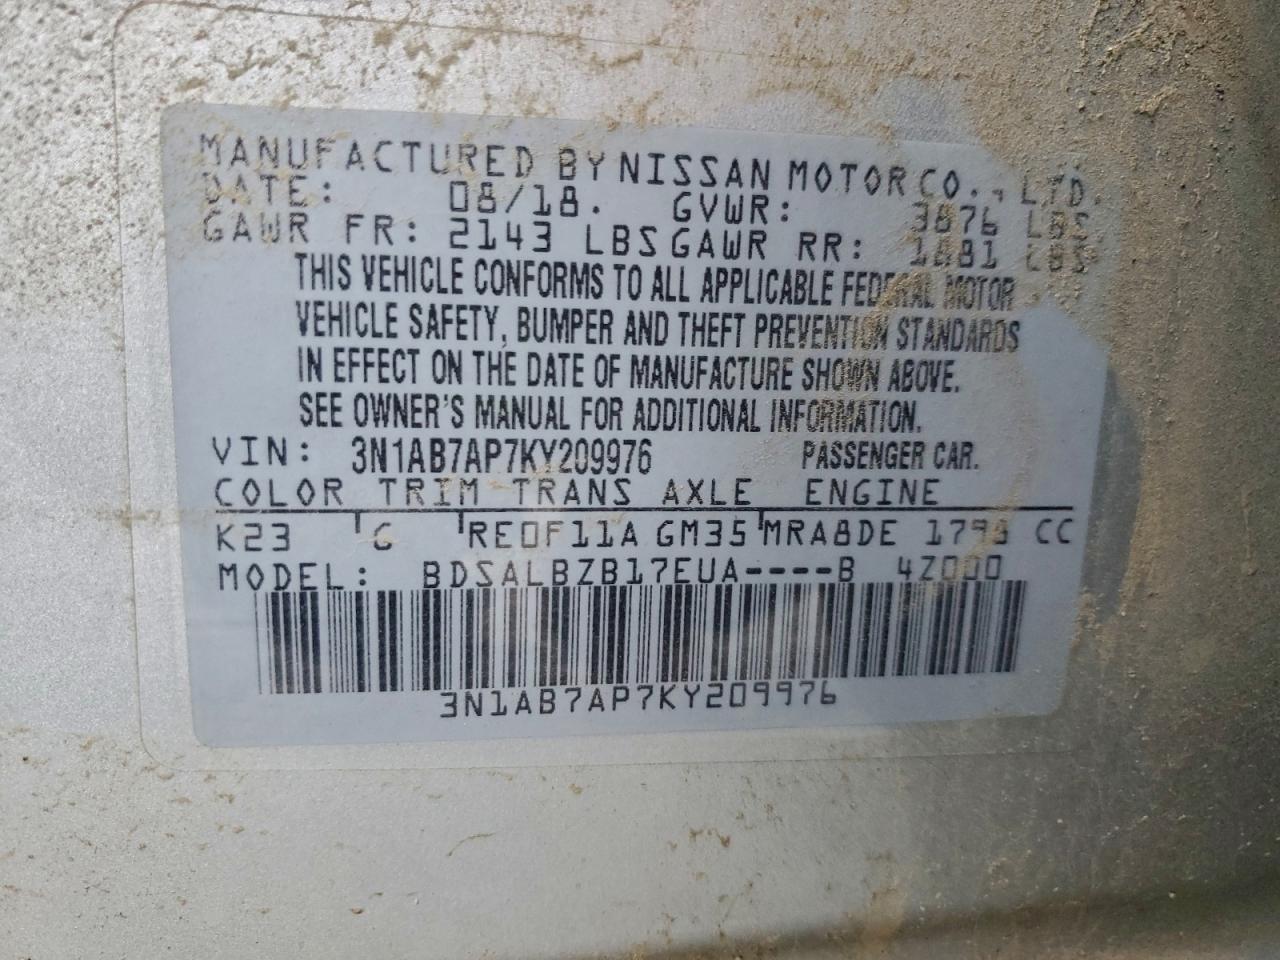 MANUFACTURED BY NISSAN MOTOR CO., LTD.
DATE: 08/18. GVWR: 3876 LBS.
GAWR FR: 2143 LBS GAWR RR: 1881 LBS
THIS VEHICLE CONFORMS TO ALL APPLICABLE FEDERAL MOTOR
VEHICLE SAFETY, BUMPER AND THEFT PREVENTION STANDARDS
IN EFFECT ON THE DATE OF MANUFACTURE SHOWN ABOVE.
SEE OWNER'S MANUAL FOR ADDITIONAL INFORMATION.
VIN: 3N1AB7AP7KY209976 PASSENGER CAR.
COLOR TRIM TRANS AXLE ENGINE
K23 G RE0F11A GM35 MRA8DE 1798 CC
MODEL: BDSALBZB17EUA----B 4Z000
3N1AB7AP7KY209976